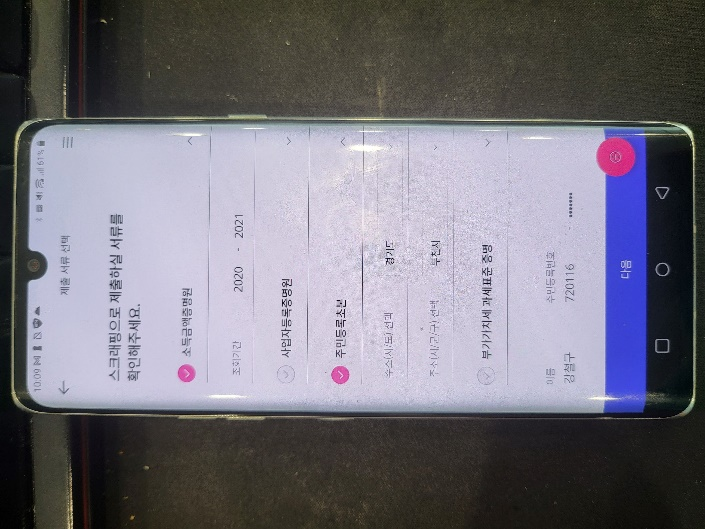 10:09
61%
제출 서류 선택
스크래핑으로 제출하실 서류를
확인해주세요.
소득금액증명원
조회기간
2020 - 2021
사업자등록증명원
주민등록초본
주소(시/도) 선택
경기도
주소(시/군/구) 선택
부천시
부가가치세 과세표준 증명
이름
주민등록번호
김철구
720116 - •••••••
다음